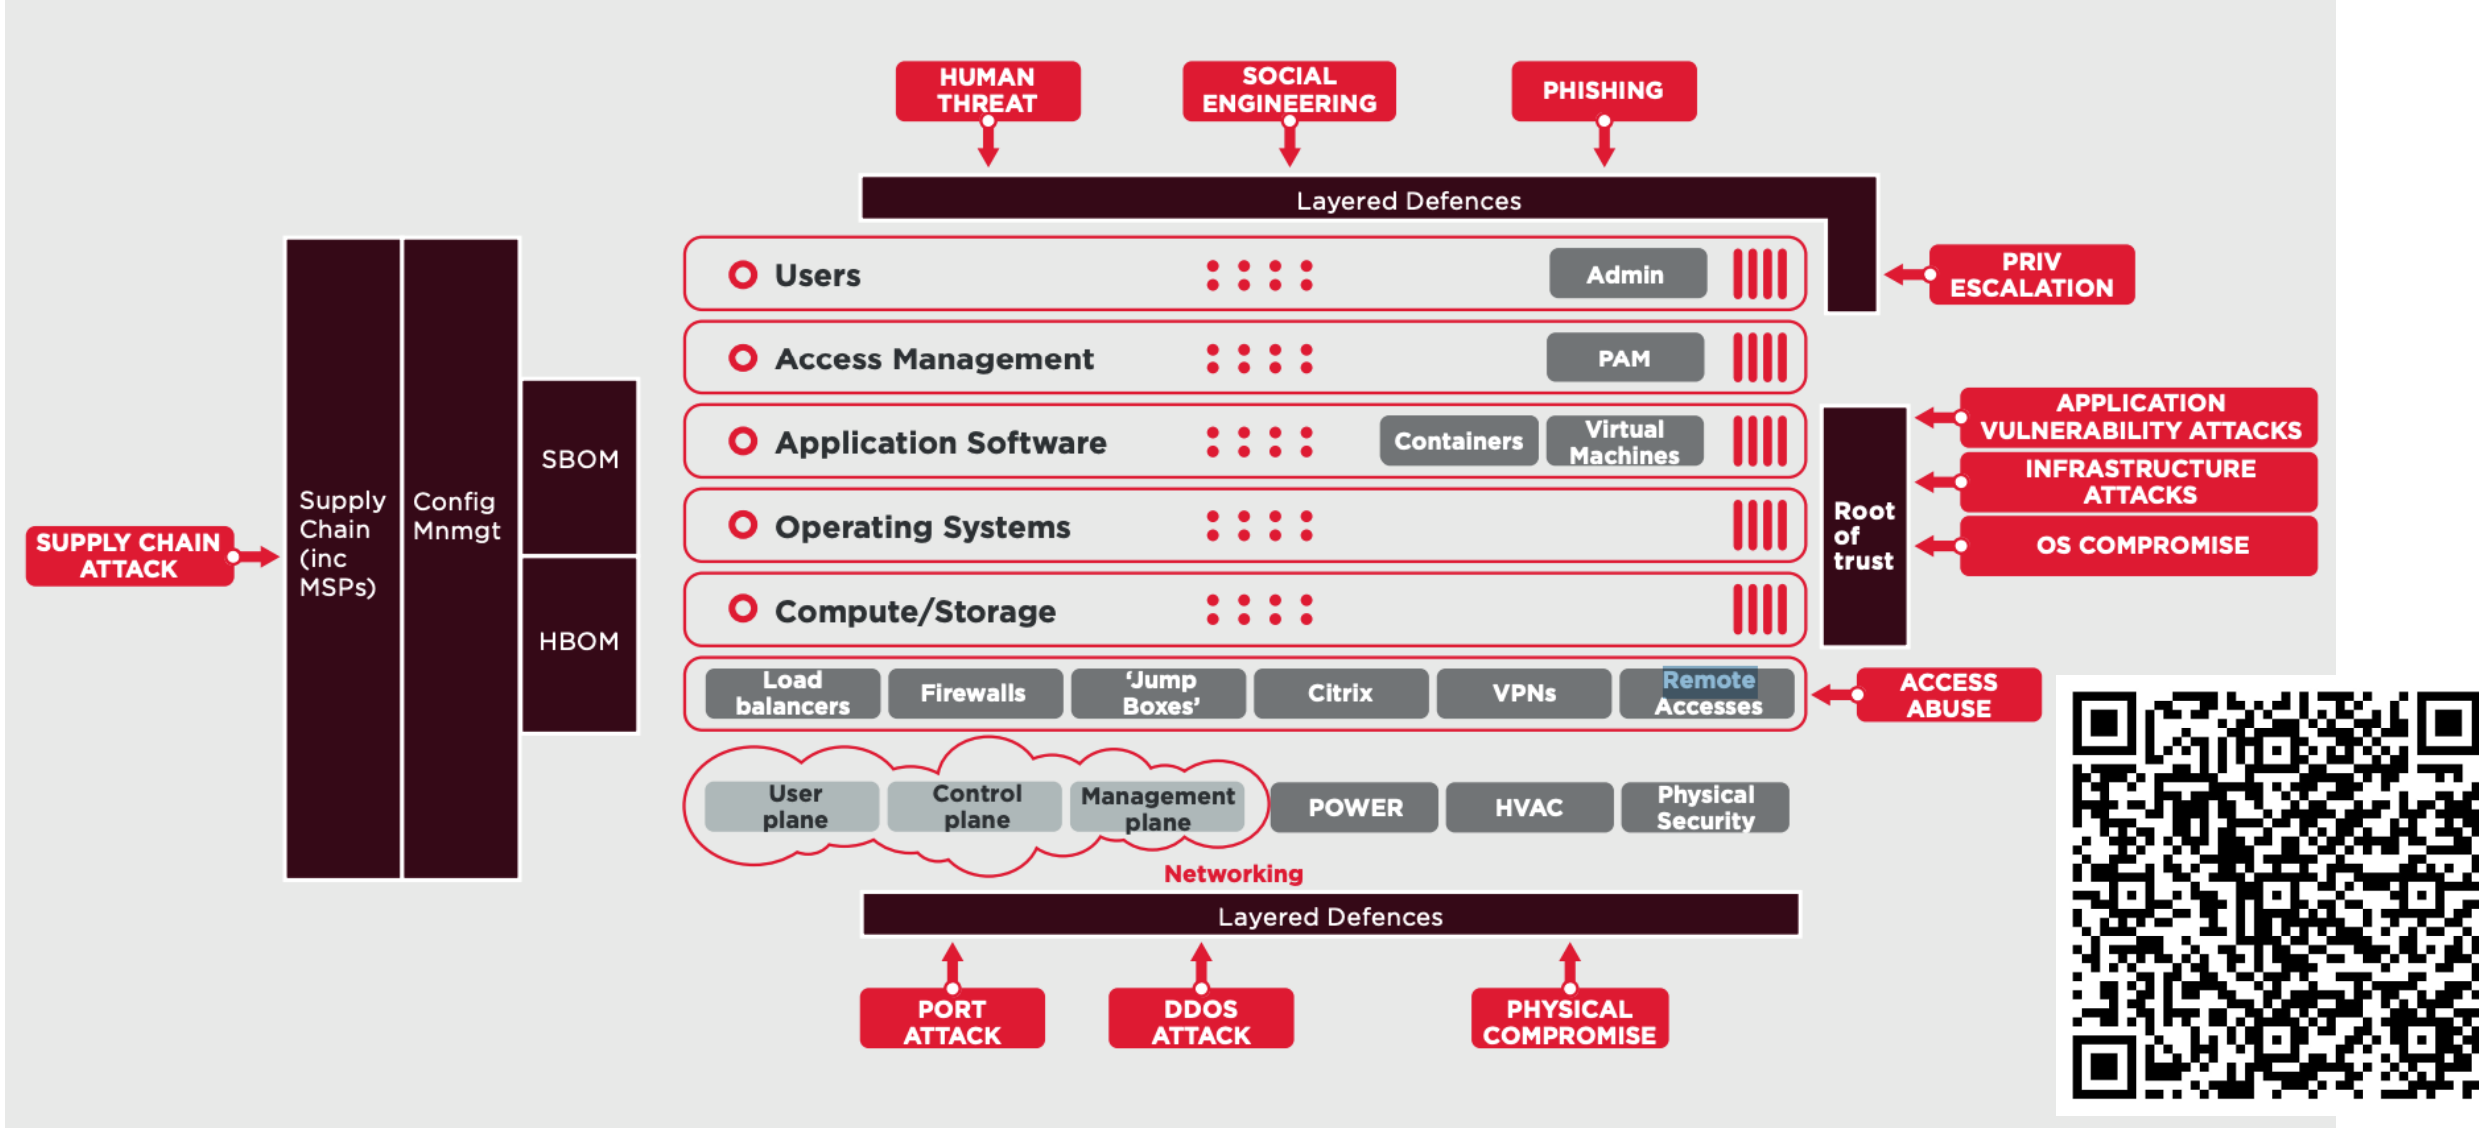 HUMAN
THREAT
SOCIAL
ENGINEERING
PHISHING
Layered Defences
Users
Admin
PRIV
ESCALATION
Access Management
PAM
Application Software
Containers
Virtual
Machines
APPLICATION
VULNERABILITY ATTACKS
INFRASTRUCTURE
ATTACKS
OS COMPROMISE
Root
of
trust
Operating Systems
Compute/Storage
SUPPLY CHAIN
ATTACK
Supply
Chain
(inc
MSPs)
Config
Mnmgt
SBOM
HBOM
Load
balancers
Firewalls
‘Jump
Boxes’
Citrix
VPNs
Remote
Accesses
ACCESS
ABUSE
User
plane
Control
plane
Management
plane
POWER
HVAC
Physical
Security
Networking
Layered Defences
PORT
ATTACK
DDOS
ATTACK
PHYSICAL
COMPROMISE